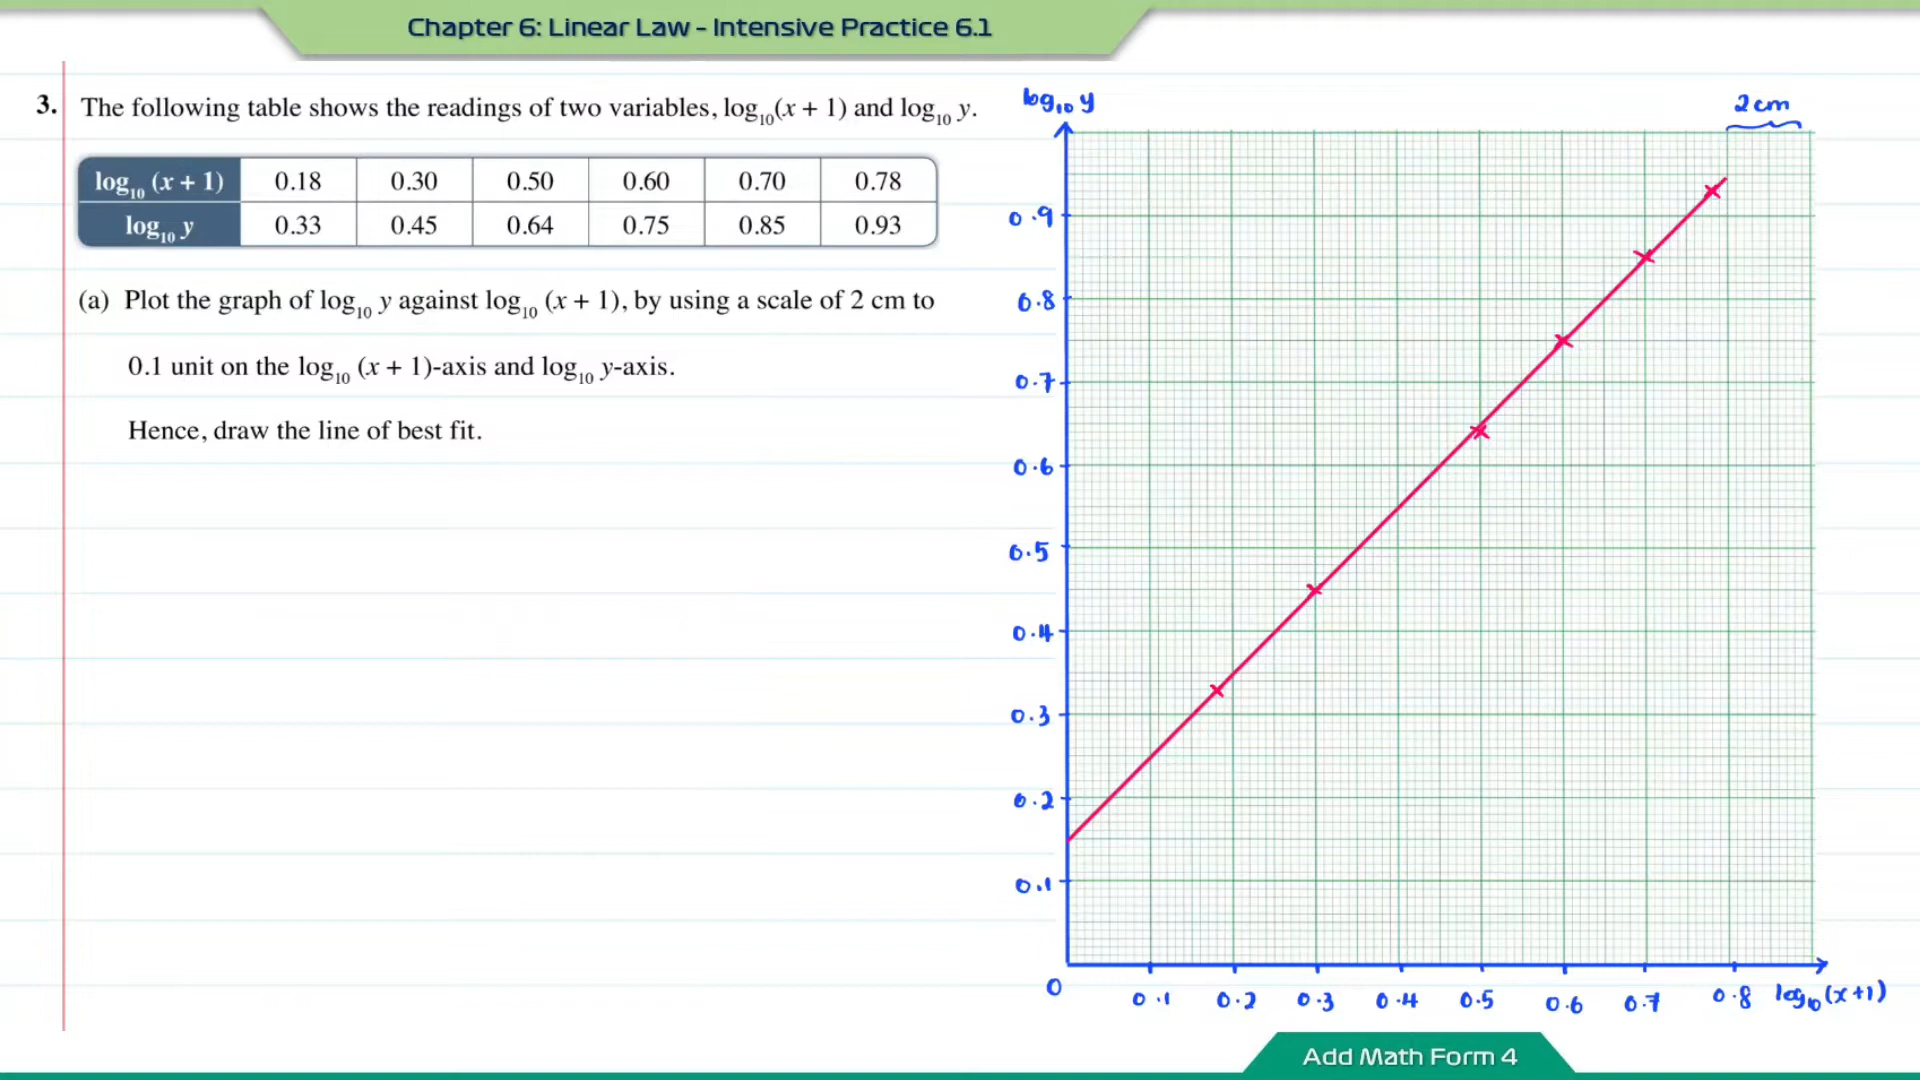 Chapter 6: Linear Law - Intensive Practice 6.1
3. The following table shows the readings of two variables, log₁₀(x + 1) and log₁₀ y.
log₁₀ (x + 1) 0.18 0.30 0.50 0.60 0.70 0.78
log₁₀ y 0.33 0.45 0.64 0.75 0.85 0.93
(a) Plot the graph of log₁₀ y against log₁₀ (x + 1), by using a scale of 2 cm to
0.1 unit on the log₁₀ (x + 1)-axis and log₁₀ y-axis.
Hence, draw the line of best fit.
log₁₀ y
2 cm
0.9
0.8
0.7
0.6
0.5
0.4
0.3
0.2
0.1
0 0.1 0.2 0.3 0.4 0.5 0.6 0.7 0.8 log₁₀(x+1)
Add Math Form 4